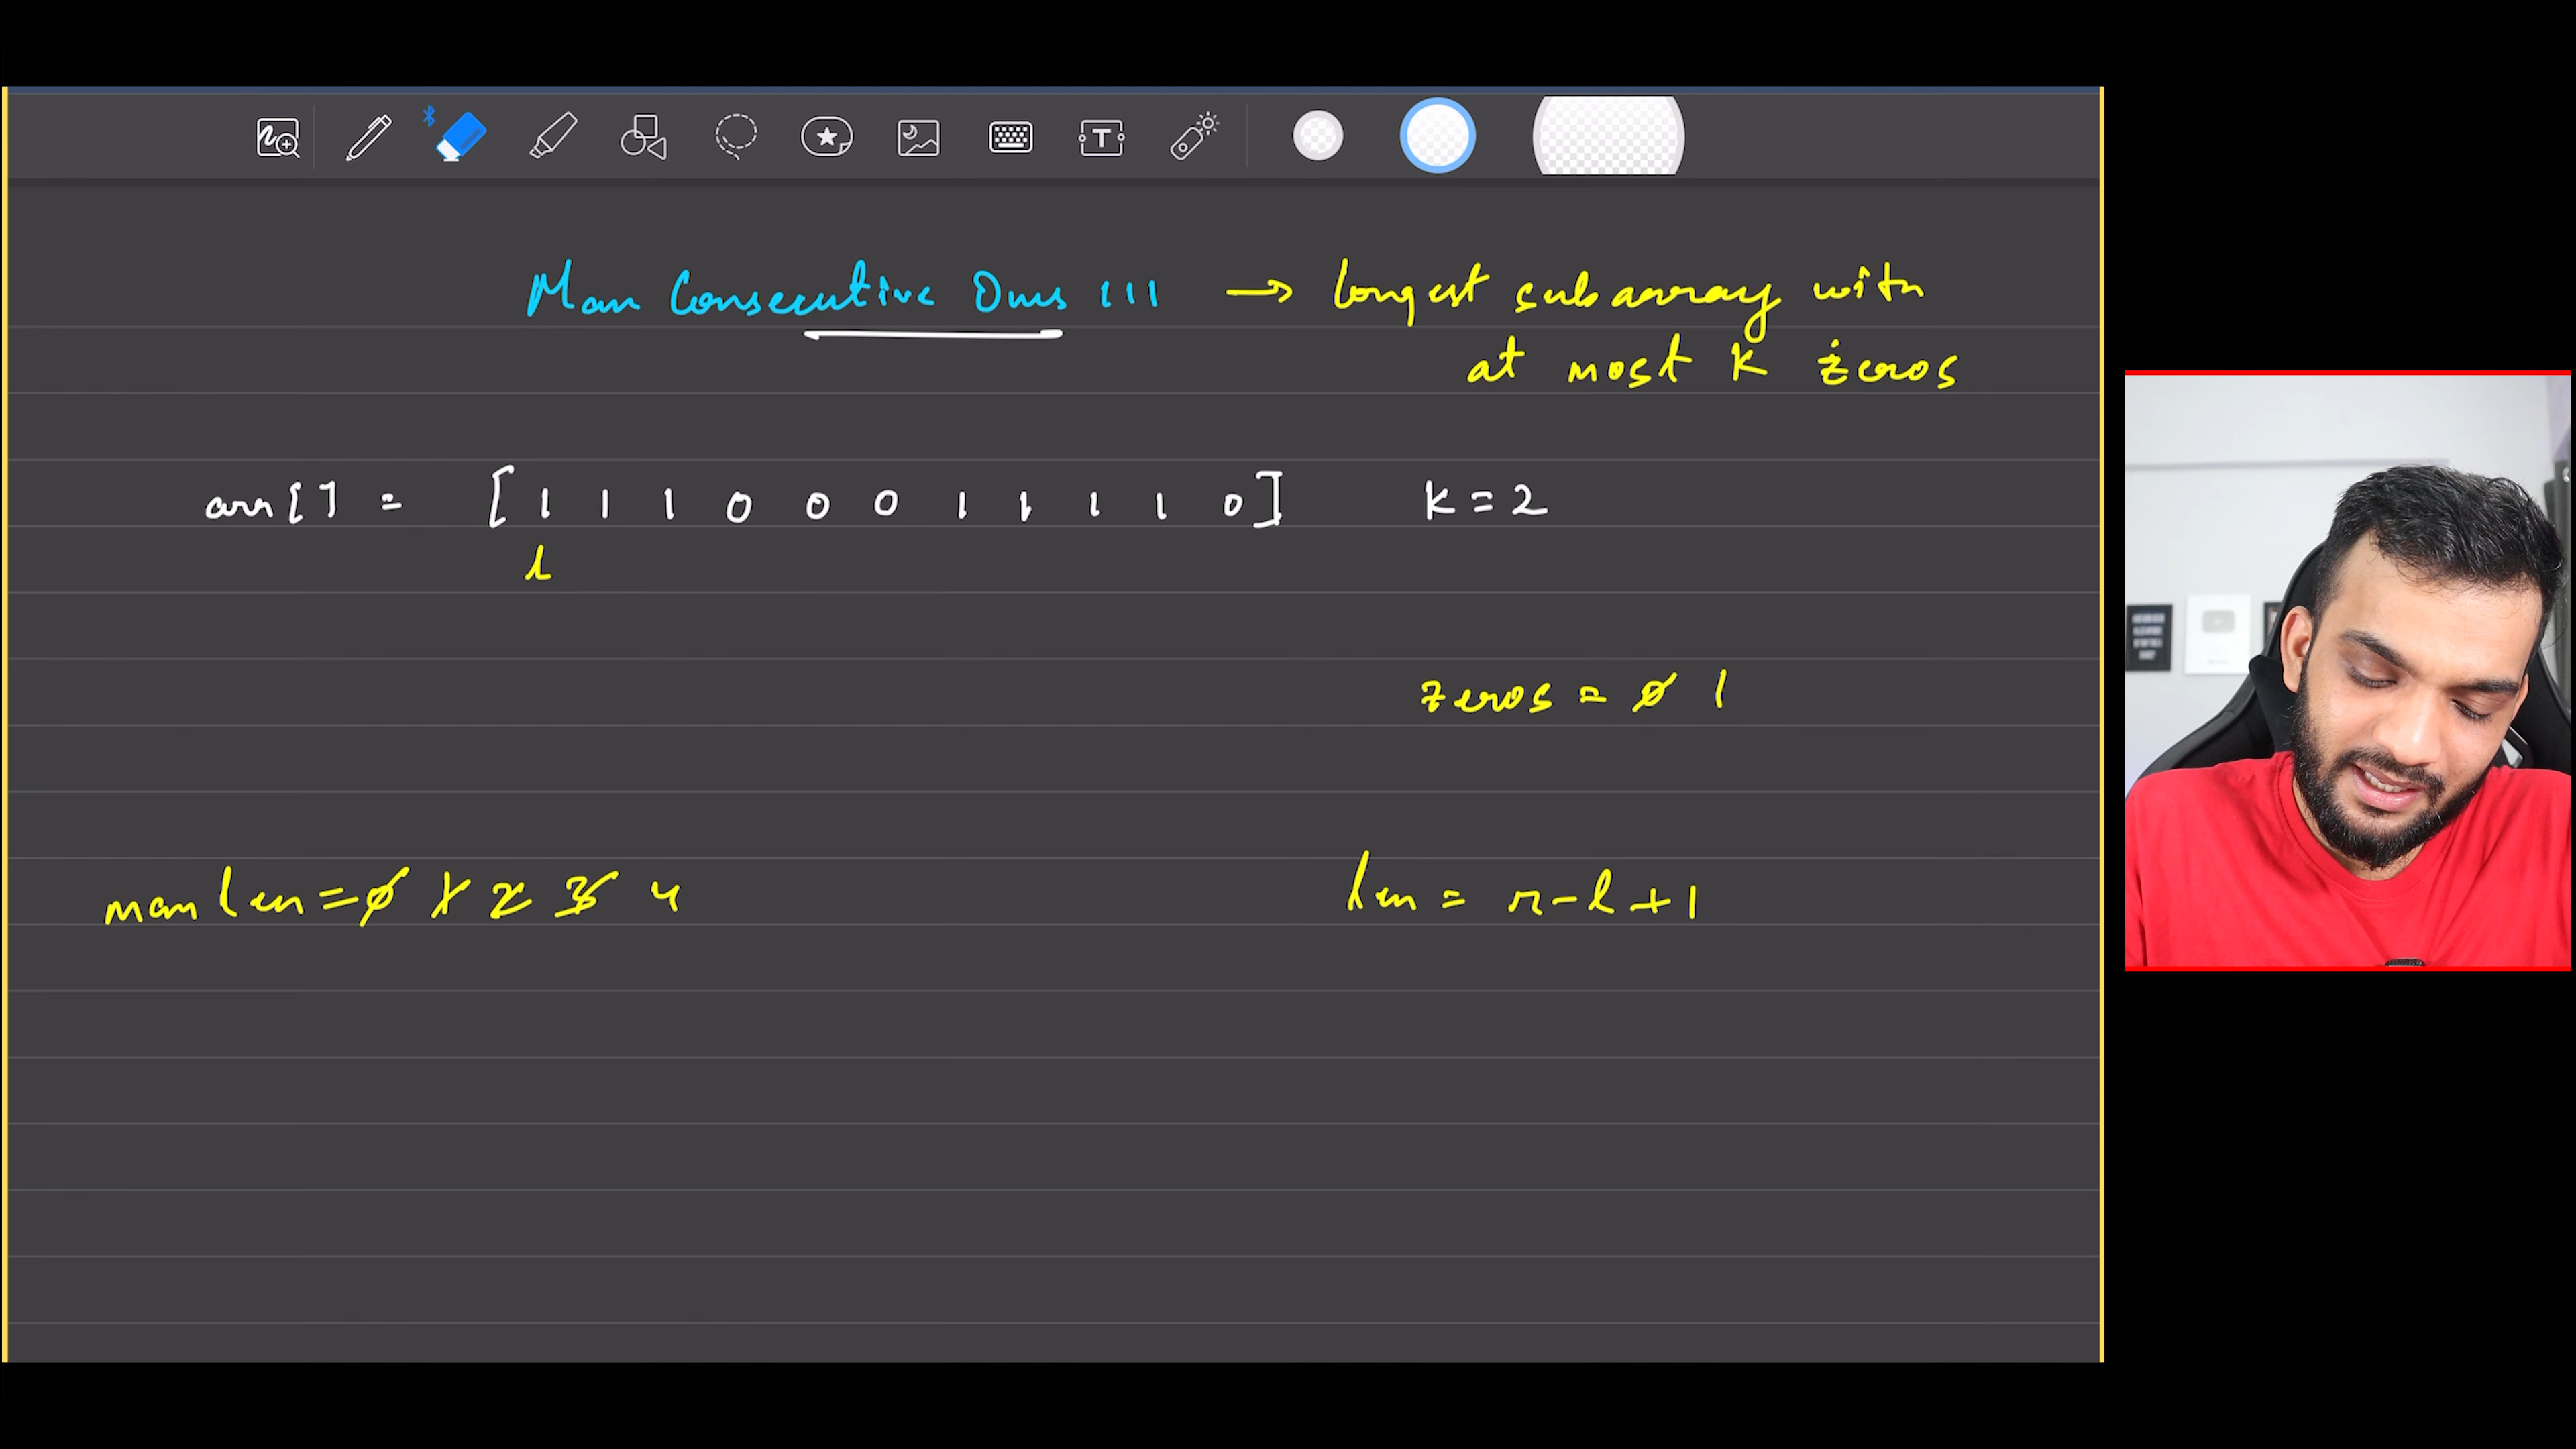 Max Consecutive Ones III → longest subarray with
at most K zeros
arr[] = [1 1 1 0 0 0 1 1 1 1 0] K = 2
l
zeros = 0 1
maxlen = 0 1 2 3 4
len = r-l+1